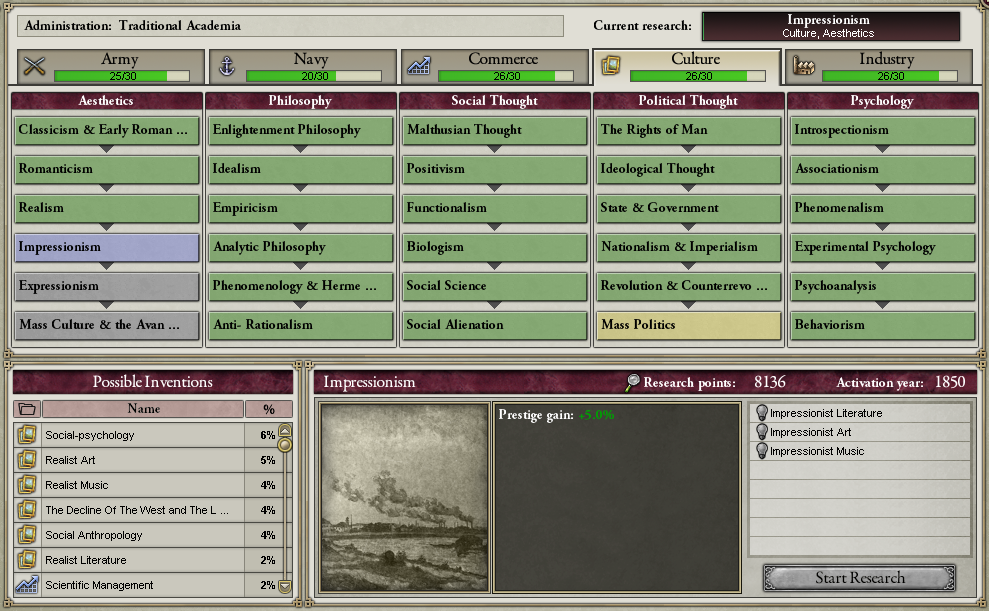 Administration: Traditional Academia
Current research:
Impressionism
Culture, Aesthetics
Army
25/30
Navy
20/30
Commerce
26/30
Culture
26/30
Industry
26/30
Aesthetics
Philosophy
Social Thought
Political Thought
Psychology
Classicism & Early Roman ...
Enlightenment Philosophy
Malthusian Thought
The Rights of Man
Introspectionism
Romanticism
Idealism
Positivism
Ideological Thought
Associationism
Realism
Empiricism
Functionalism
State & Government
Phenomenalism
Impressionism
Analytic Philosophy
Biologism
Nationalism & Imperialism
Experimental Psychology
Expressionism
Phenomenology & Herme ...
Social Science
Revolution & Counterrevo ...
Psychoanalysis
Mass Culture & the Avan ...
Anti- Rationalism
Social Alienation
Mass Politics
Behaviorism
Possible Inventions
Name %
Social-psychology 6%
Realist Art 5%
Realist Music 4%
The Decline Of The West and The L ... 4%
Social Anthropology 4%
Realist Literature 2%
Scientific Management 2%
Impressionism
Research points: 8136
Activation year: 1850
Prestige gain: +5.0%
Impressionist Literature
Impressionist Art
Impressionist Music
Start Research